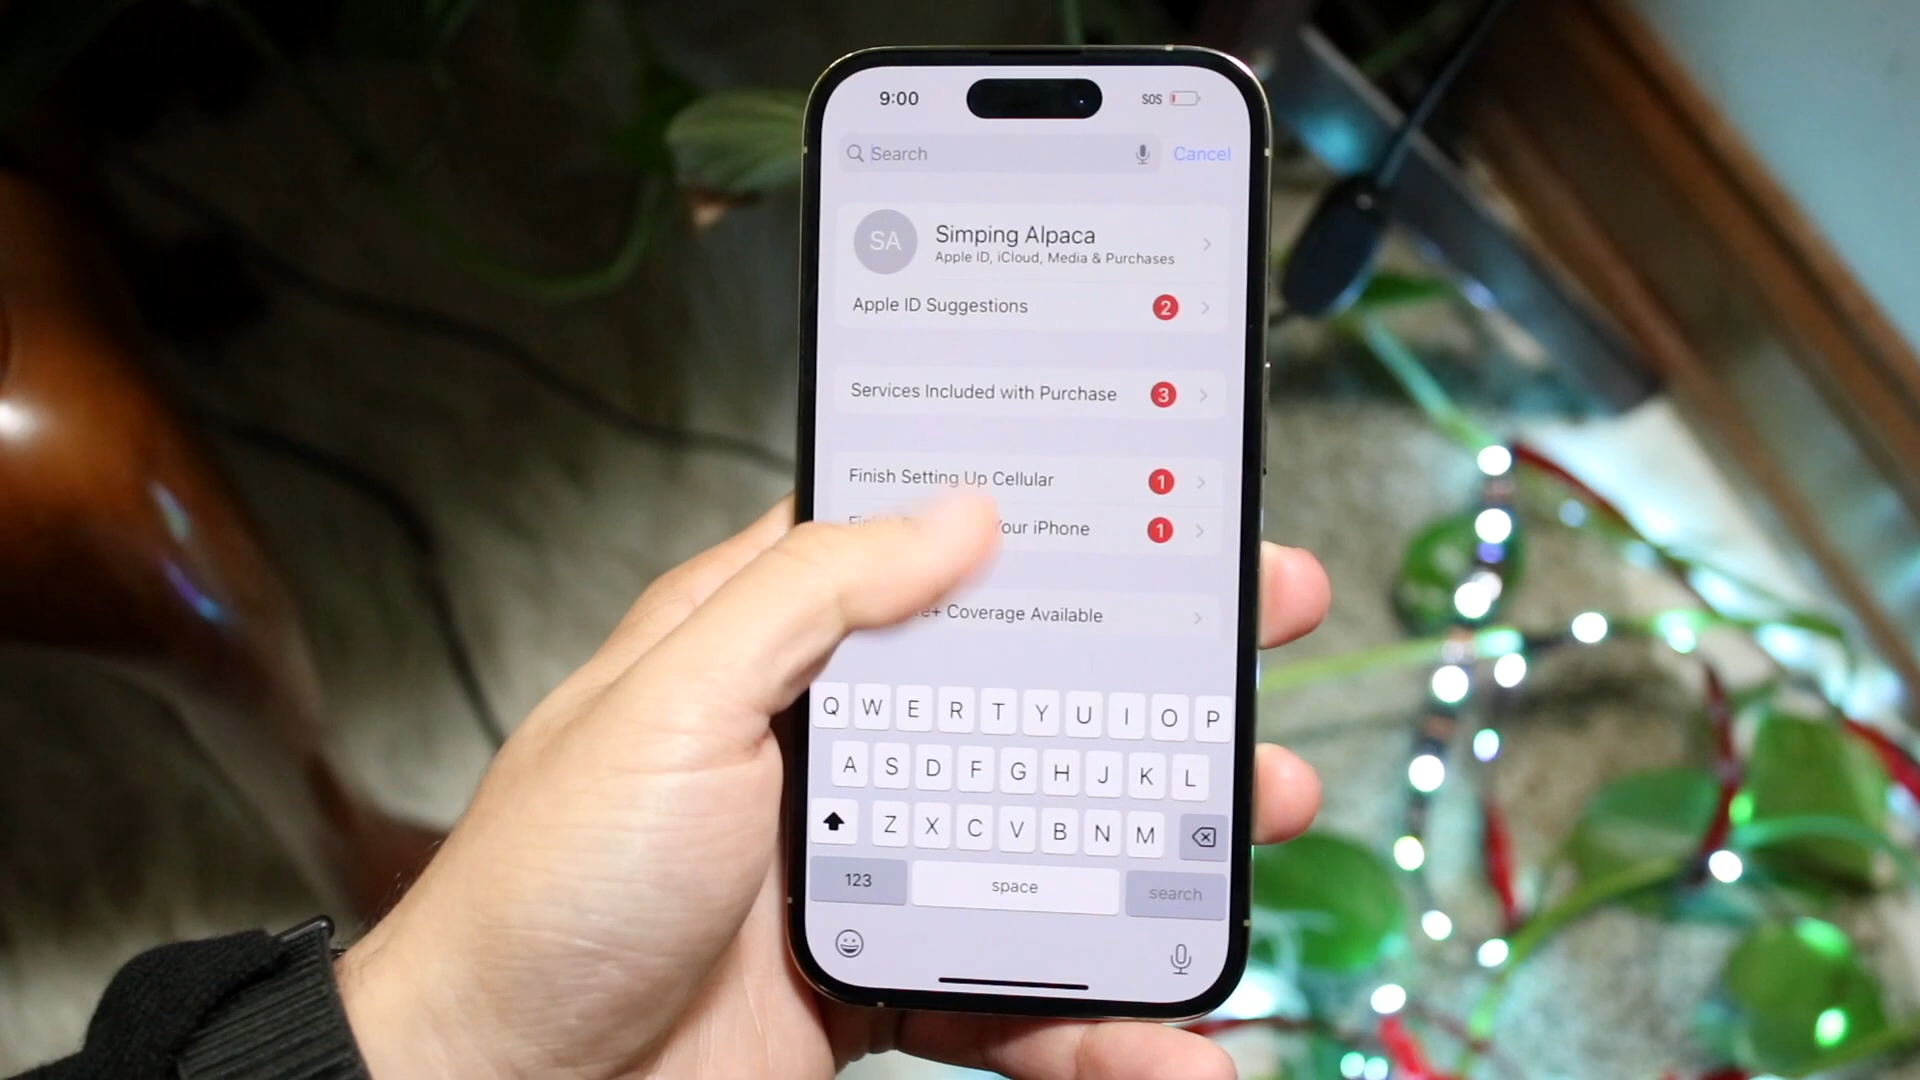 9:00 SOS
Search Cancel
SA Simping Alpaca
Apple ID, iCloud, Media & Purchases
Apple ID Suggestions 2
Services Included with Purchase 3
Finish Setting Up Cellular 1
Your iPhone 1
Coverage Available
Q W E R T Y U I O P
A S D F G H J K L
Z X C V B N M
123 space search